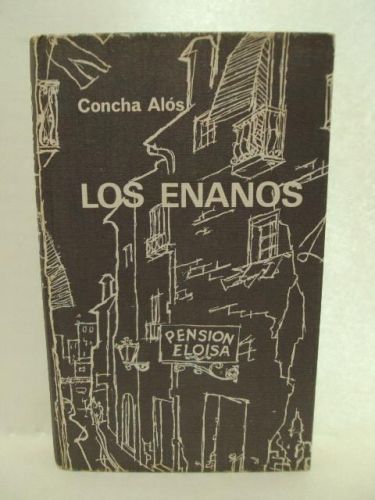 Concha Alós
LOS ENANOS
PENSION
ELOISA